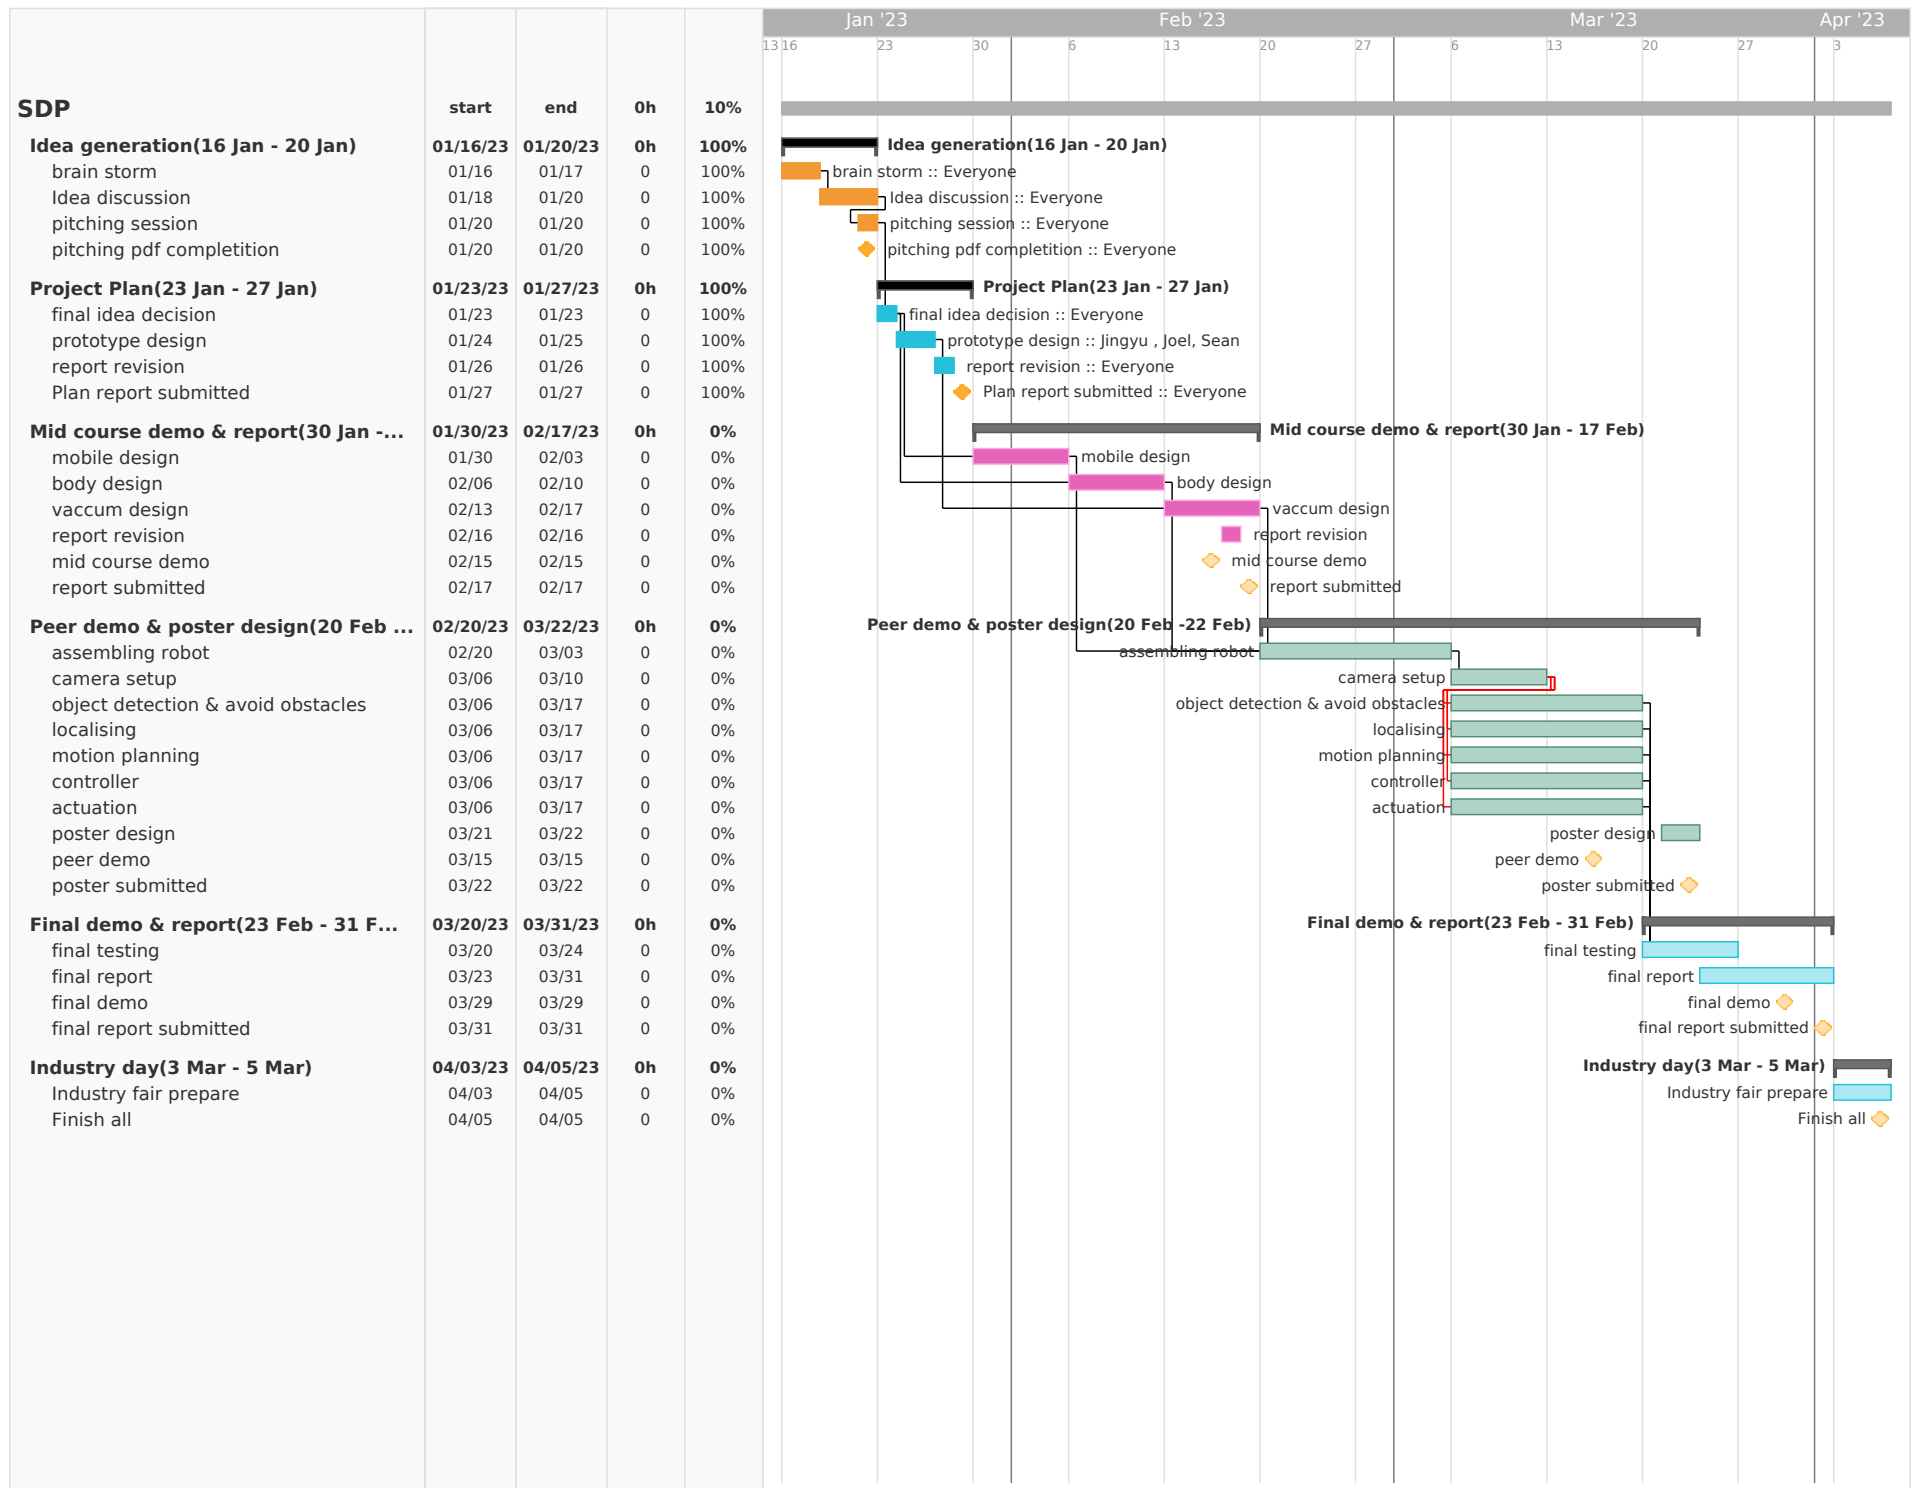 Jan '23 Feb '23 Mar '23 Apr '23
13 16 23 30 6 13 20 27 6 13 20 27 3
SDP start end 0h 10%
Idea generation(16 Jan - 20 Jan) 01/16/23 01/20/23 0h 100% Idea generation(16 Jan - 20 Jan)
brain storm 01/16 01/17 0 100% brain storm :: Everyone
Idea discussion 01/18 01/20 0 100% Idea discussion :: Everyone
pitching session 01/20 01/20 0 100% pitching session :: Everyone
pitching pdf completition 01/20 01/20 0 100% pitching pdf completition :: Everyone
Project Plan(23 Jan - 27 Jan) 01/23/23 01/27/23 0h 100% Project Plan(23 Jan - 27 Jan)
final idea decision 01/23 01/23 0 100% final idea decision :: Everyone
prototype design 01/24 01/25 0 100% prototype design :: Jingyu , Joel, Sean
report revision 01/26 01/26 0 100% report revision :: Everyone
Plan report submitted 01/27 01/27 0 100% Plan report submitted :: Everyone
Mid course demo & report(30 Jan -... 01/30/23 02/17/23 0h 0% Mid course demo & report(30 Jan - 17 Feb)
mobile design 01/30 02/03 0 0% mobile design
body design 02/06 02/10 0 0% body design
vaccum design 02/13 02/17 0 0% vaccum design
report revision 02/16 02/16 0 0% report revision
mid course demo 02/15 02/15 0 0% mid course demo
report submitted 02/17 02/17 0 0% report submitted
Peer demo & poster design(20 Feb ... 02/20/23 03/22/23 0h 0% Peer demo & poster design(20 Feb -22 Feb)
assembling robot 02/20 03/03 0 0% assembling robot
camera setup 03/06 03/10 0 0% camera setup
object detection & avoid obstacles 03/06 03/17 0 0% object detection & avoid obstacles
localising 03/06 03/17 0 0% localising
motion planning 03/06 03/17 0 0% motion planning
controller 03/06 03/17 0 0% controller
actuation 03/06 03/17 0 0% actuation
poster design 03/21 03/22 0 0% poster design
peer demo 03/15 03/15 0 0% peer demo
poster submitted 03/22 03/22 0 0% poster submitted
Final demo & report(23 Feb - 31 F... 03/20/23 03/31/23 0h 0% Final demo & report(23 Feb - 31 Feb)
final testing 03/20 03/24 0 0% final testing
final report 03/23 03/31 0 0% final report
final demo 03/29 03/29 0 0% final demo
final report submitted 03/31 03/31 0 0% final report submitted
Industry day(3 Mar - 5 Mar) 04/03/23 04/05/23 0h 0% Industry day(3 Mar - 5 Mar)
Industry fair prepare 04/03 04/05 0 0% Industry fair prepare
Finish all 04/05 04/05 0 0% Finish all